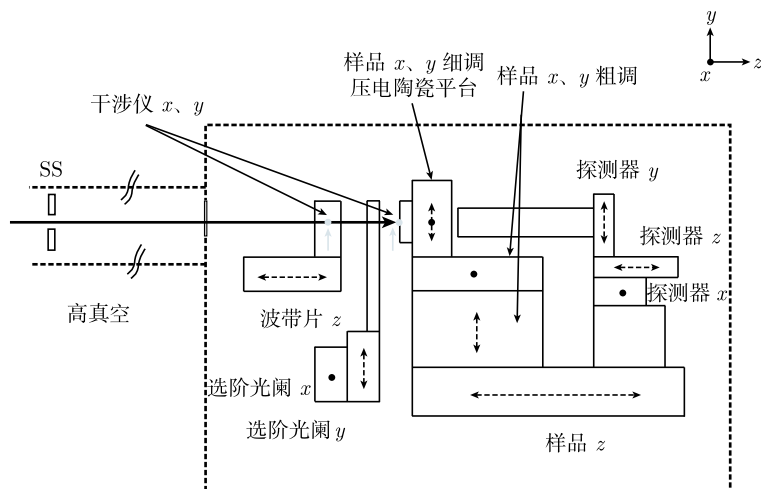 y
z
x
样品 x、y 细调
压电陶瓷平台
样品 x、y 粗调
干涉仪 x、y
SS
探测器 y
探测器 z
探测器 x
高真空
波带片 z
选阶光阑 x
选阶光阑 y
样品 z